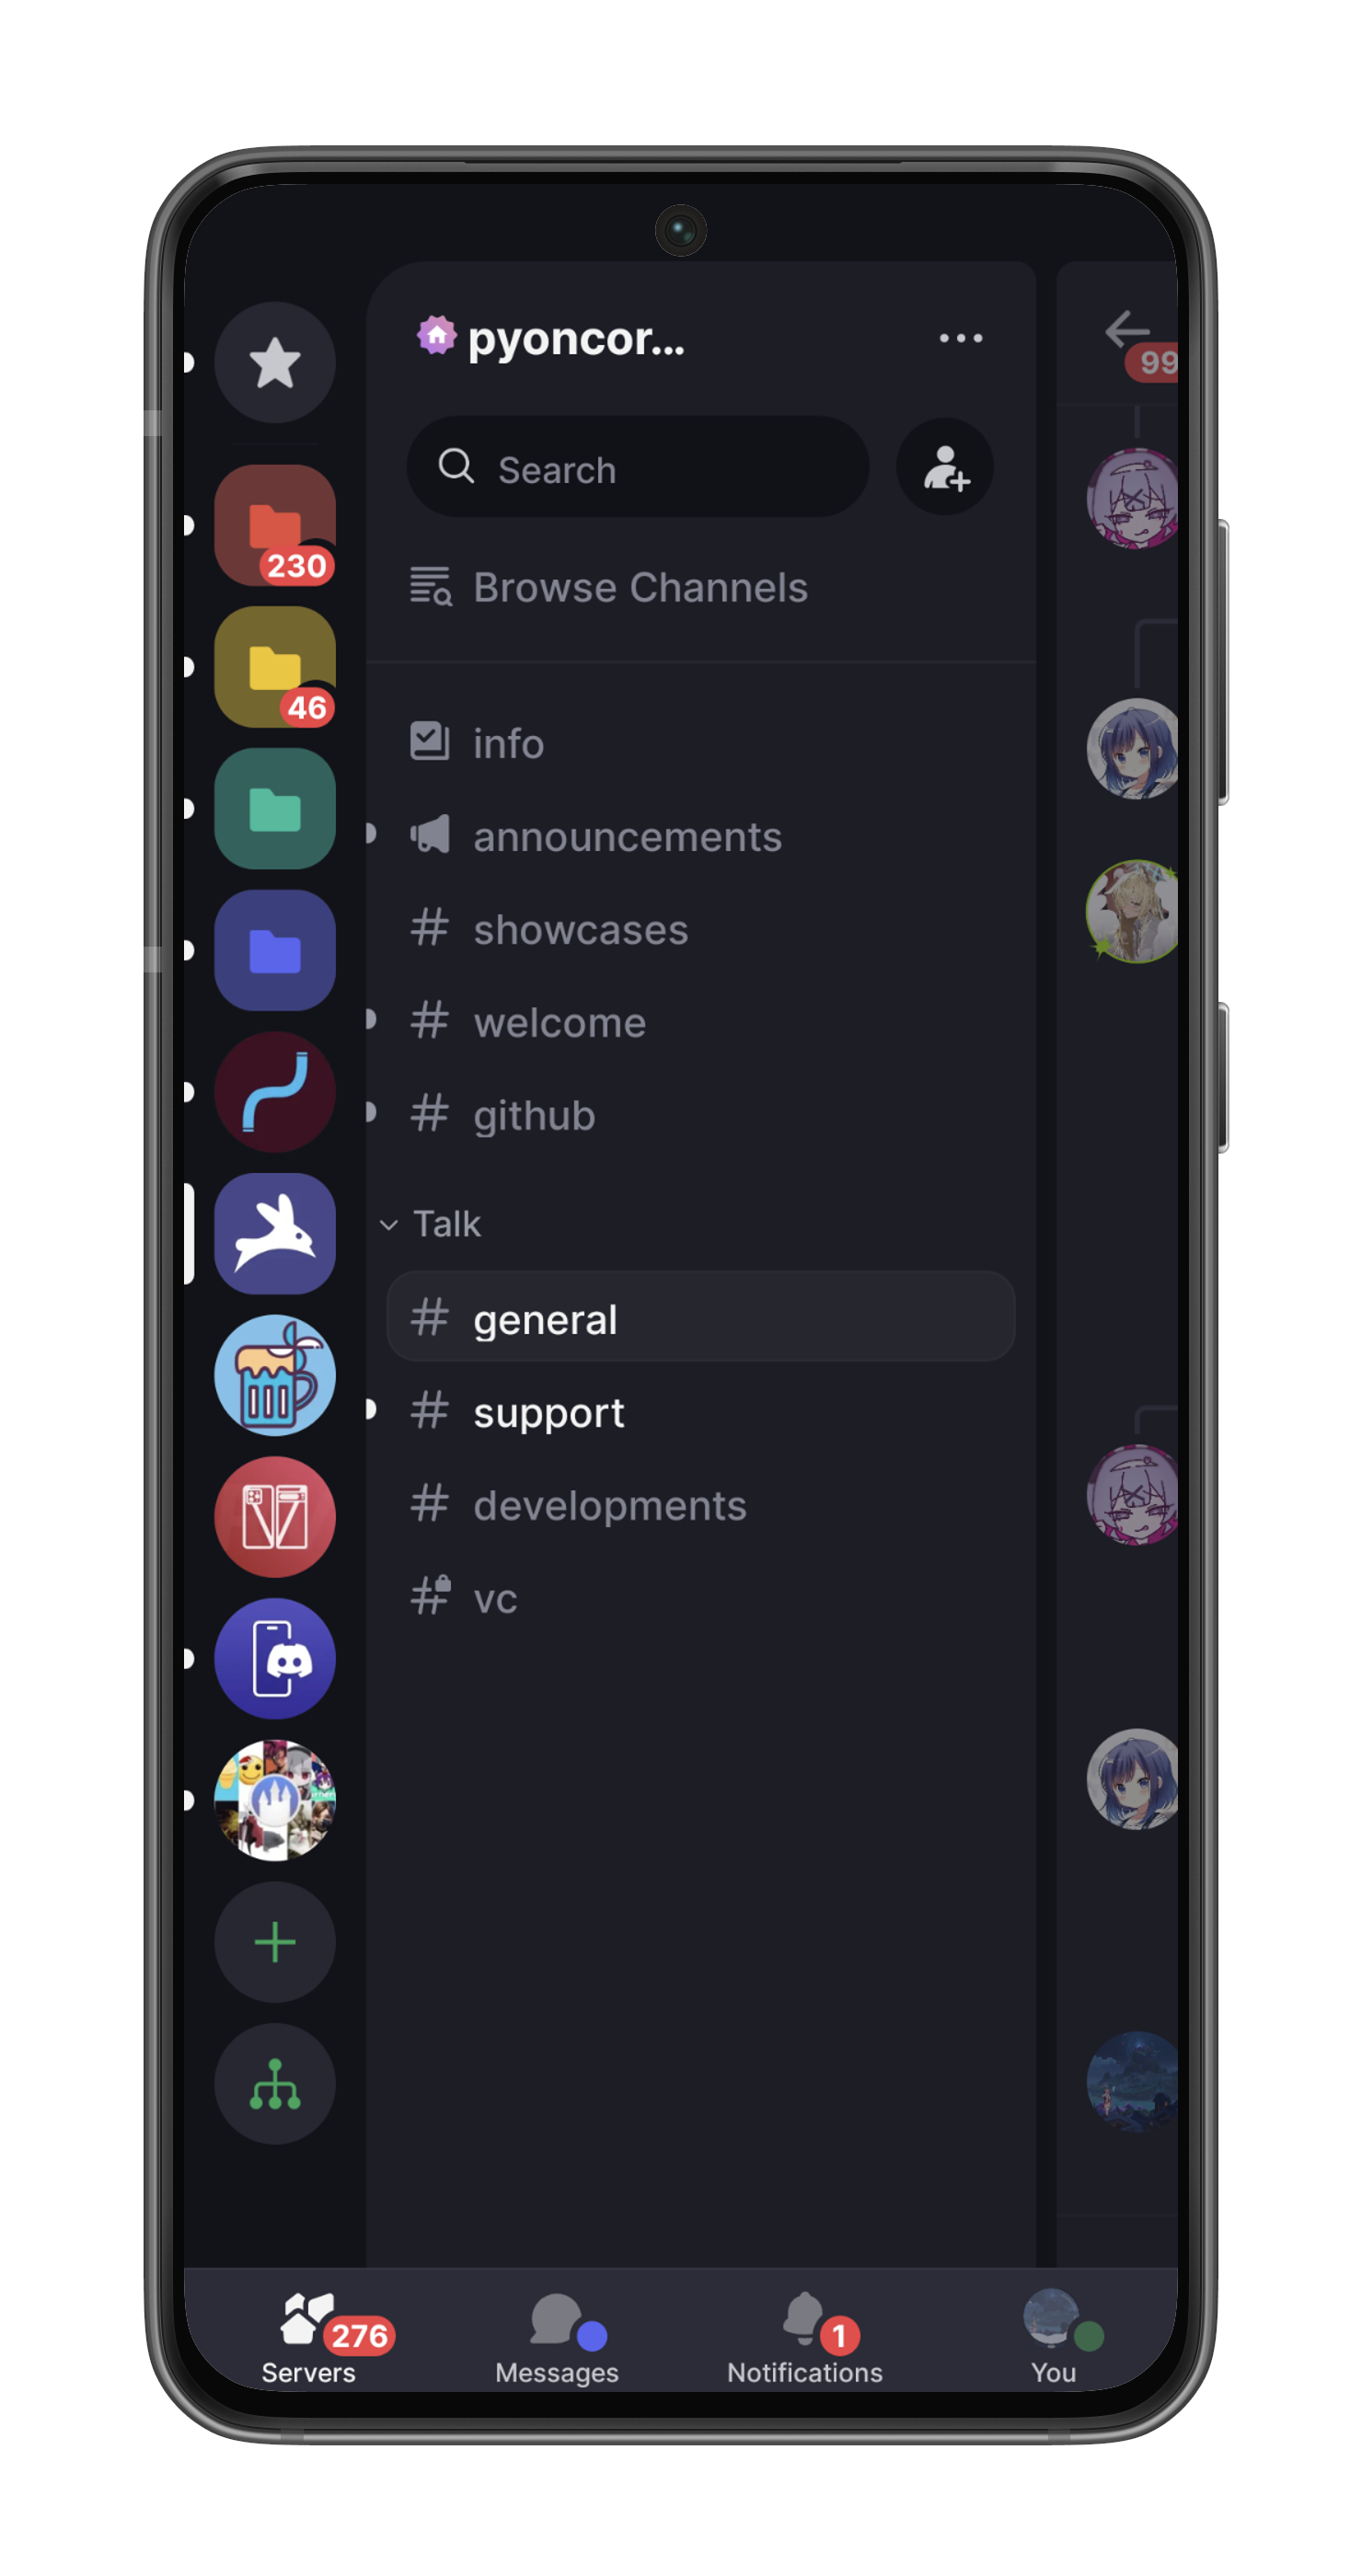 pyoncor...
99
Search
230
Browse Channels
46
info
announcements
showcases
welcome
github
Talk
general
support
developments
vc
276
1
Servers
Messages
Notifications
You